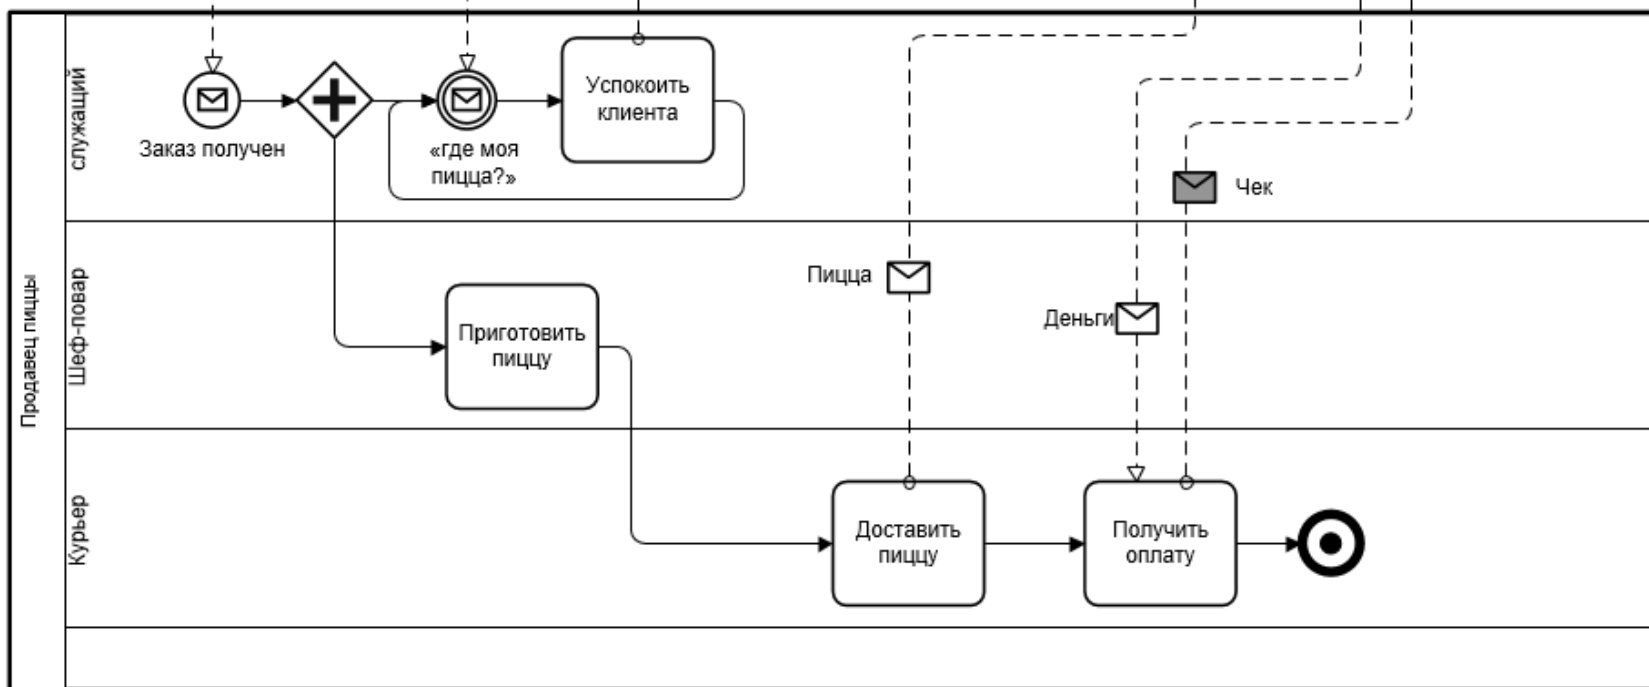 Продавец пиццы
служащий
Заказ получен
«где моя
пицца?»
Успокоить
клиента
Чек
Шеф-повар
Приготовить
пиццу
Пицца
Деньги
Курьер
Доставить
пиццу
Получить
оплату